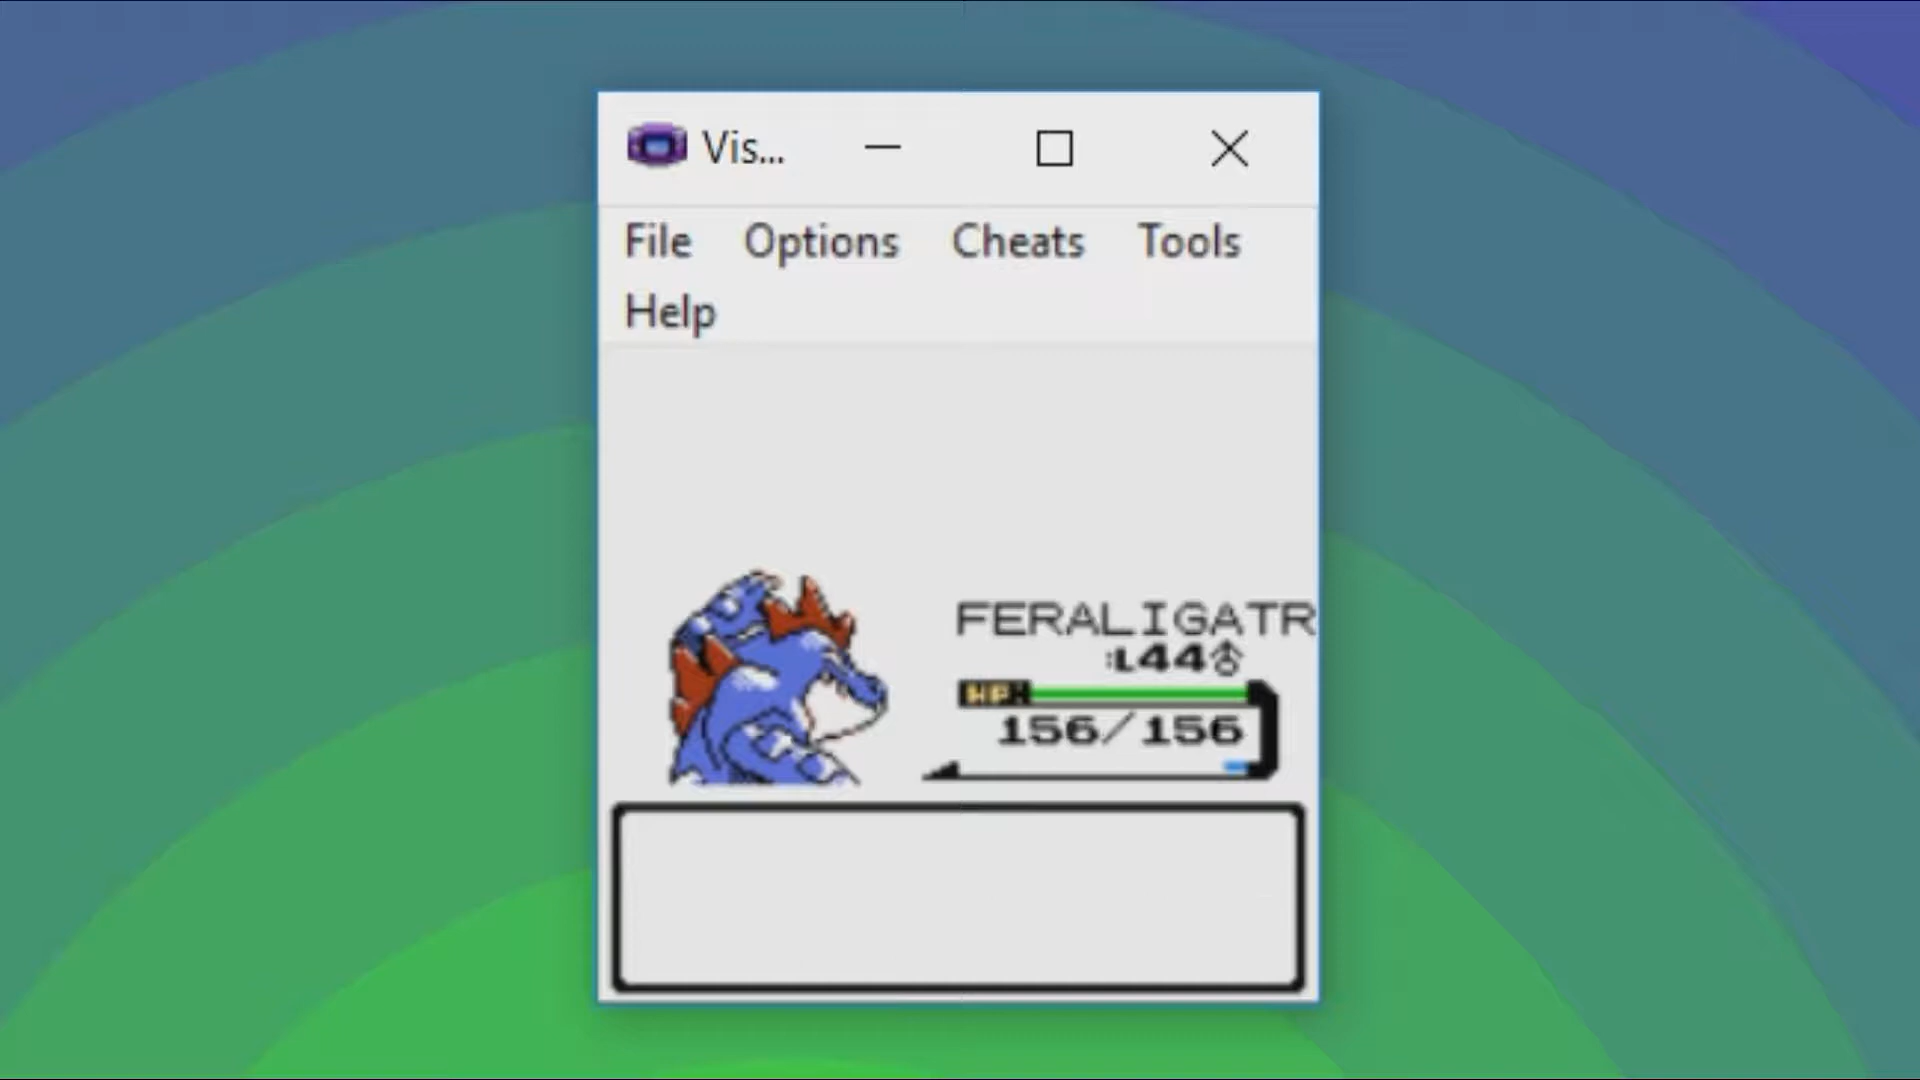 Vis...
File Options Cheats Tools
Help
FERALIGATR
:L44♂
HP:
156/156